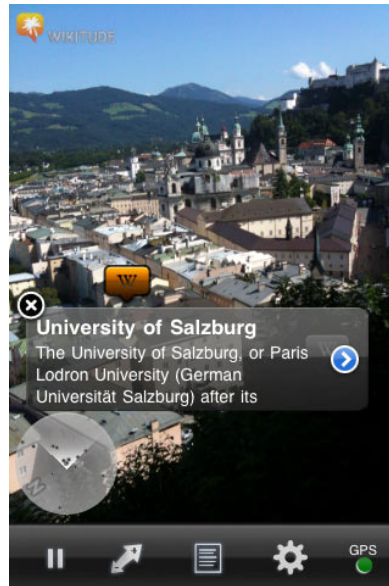 WIKITUDE
W
University of Salzburg
The University of Salzburg, or Paris
Lodron University (German
Universität Salzburg) after its
W
N
GPS